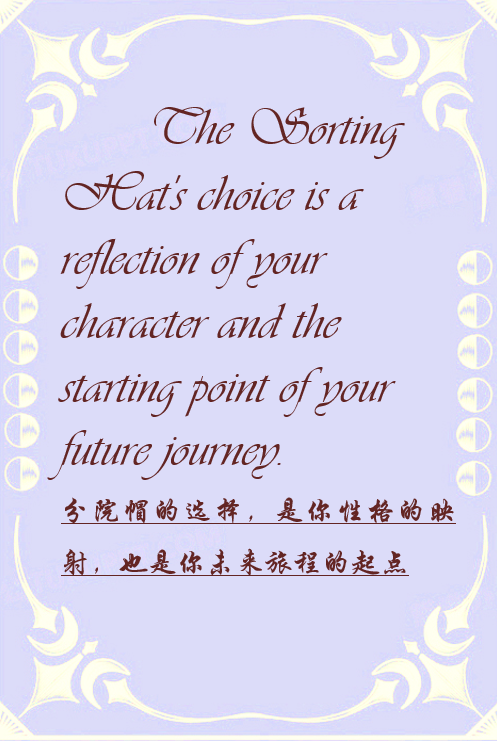 The Sorting
Hat's choice is a
reflection of your
character and the
starting point of your
future journey.
分院帽的选择，是你性格的映
射，也是你未来旅程的起点